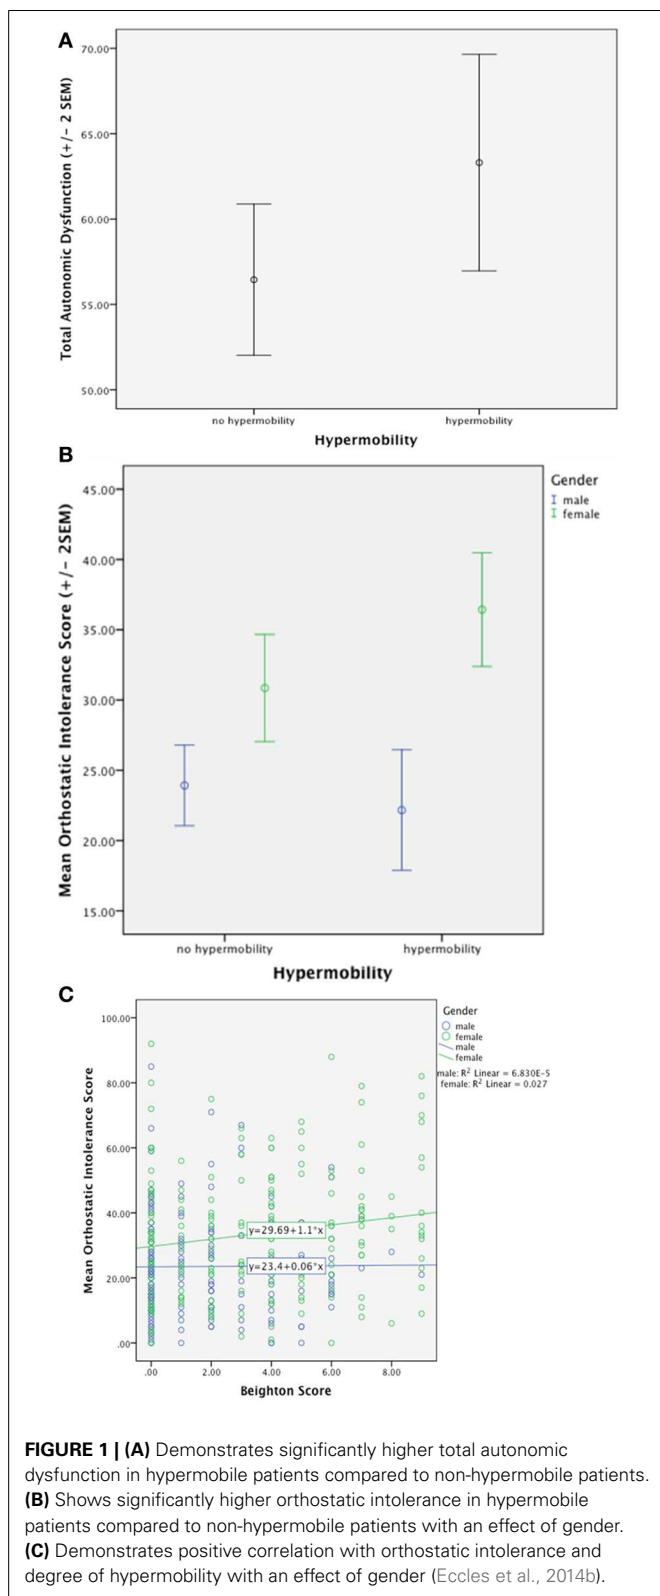 A
70.00
65.00
60.00
55.00
50.00
Total Autonomic Dysfunction (+/- 2 SEM)
no hypermobility
hypermobility
Hypermobility
B
45.00
40.00
35.00
30.00
25.00
20.00
15.00
Mean Orthostatic Intolerance Score (+/- 2SEM)
Gender
male
female
no hypermobility
hypermobility
Hypermobility
C
100.00
80.00
60.00
40.00
20.00
.00
Mean Orthostatic Intolerance Score
Gender
male
female
male
female
male: R² Linear = 6.830E-5
female: R² Linear = 0.027
y=29.69+1.1*x
y=23.4+0.06*x
.00 2.00 4.00 6.00 8.00
Beighton Score
FIGURE 1 | (A) Demonstrates significantly higher total autonomic
dysfunction in hypermobile patients compared to non-hypermobile patients.
(B) Shows significantly higher orthostatic intolerance in hypermobile
patients compared to non-hypermobile patients with an effect of gender.
(C) Demonstrates positive correlation with orthostatic intolerance and
degree of hypermobility with an effect of gender (Eccles et al., 2014b).